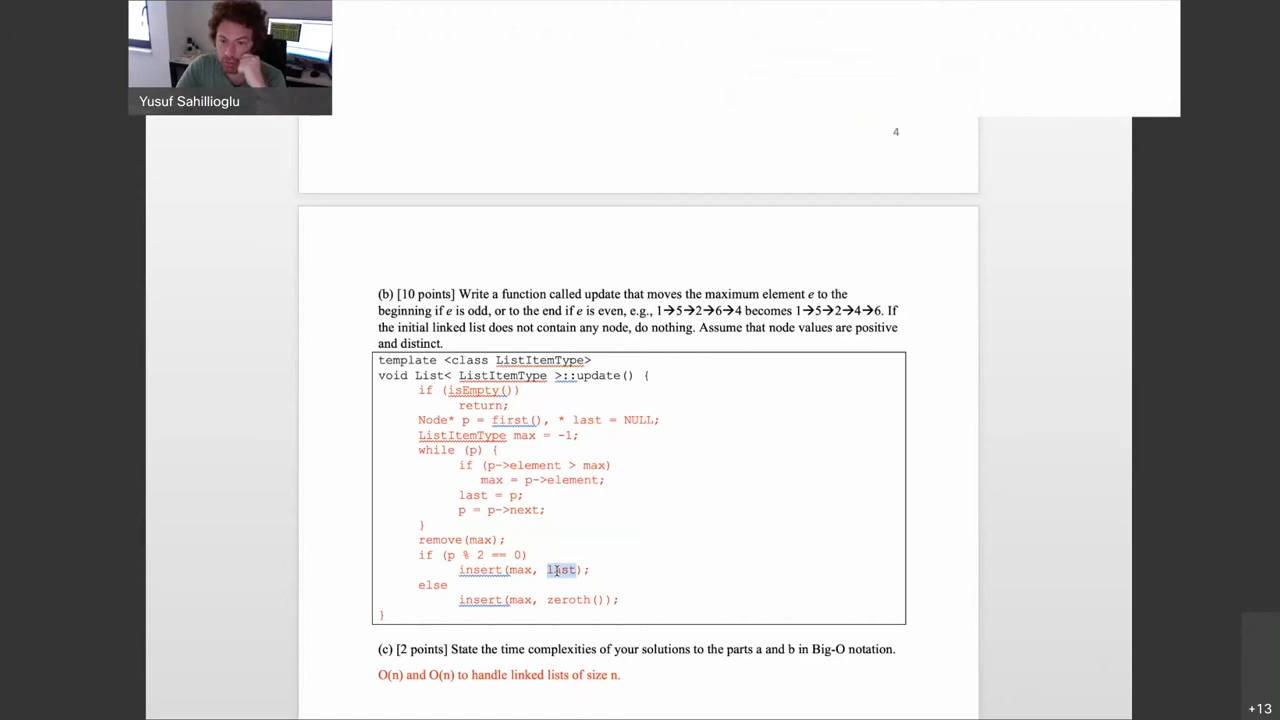 Yusuf Sahillioglu
4
(b) [10 points] Write a function called update that moves the maximum element e to the
beginning if e is odd, or to the end if e is even, e.g., 1→5→2→6→4 becomes 1→5→2→4→6. If
the initial linked list does not contain any node, do nothing. Assume that node values are positive
and distinct.
template <class ListItemType>
void List< ListItemType >::update() {
if (isEmpty())
return;
Node* p = first(), * last = NULL;
ListItemType max = -1;
while (p) {
if (p->element > max)
max = p->element;
last = p;
p = p->next;
}
remove(max);
if (p % 2 == 0)
insert(max, last);
else
insert(max, zeroth());
}
(c) [2 points] State the time complexities of your solutions to the parts a and b in Big-O notation.
O(n) and O(n) to handle linked lists of size n.
+13